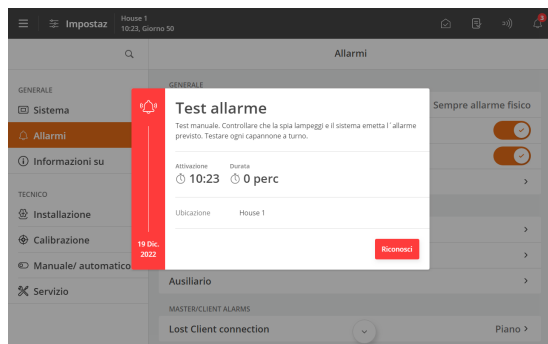 Impostaz
House 1
10:23, Giorno 50
3
Allarmi
GENERALE
Sistema
Allarmi
Informazioni su
TECNICO
Installazione
Calibrazione
Manuale/ automatico
Servizio
GENERALE
Sempre allarme fisico
Test allarme
Test manuale. Controllare che la spia lampeggi e il sistema emetta l´allarme
previsto. Testare ogni capannone a turno.
Attivazione
Durata
10:23
0 perc
Ubicazione
House 1
19 Dic.
2022
Riconosci
Ausiliario
MASTER/CLIENT ALARMS
Lost Client connection
Piano